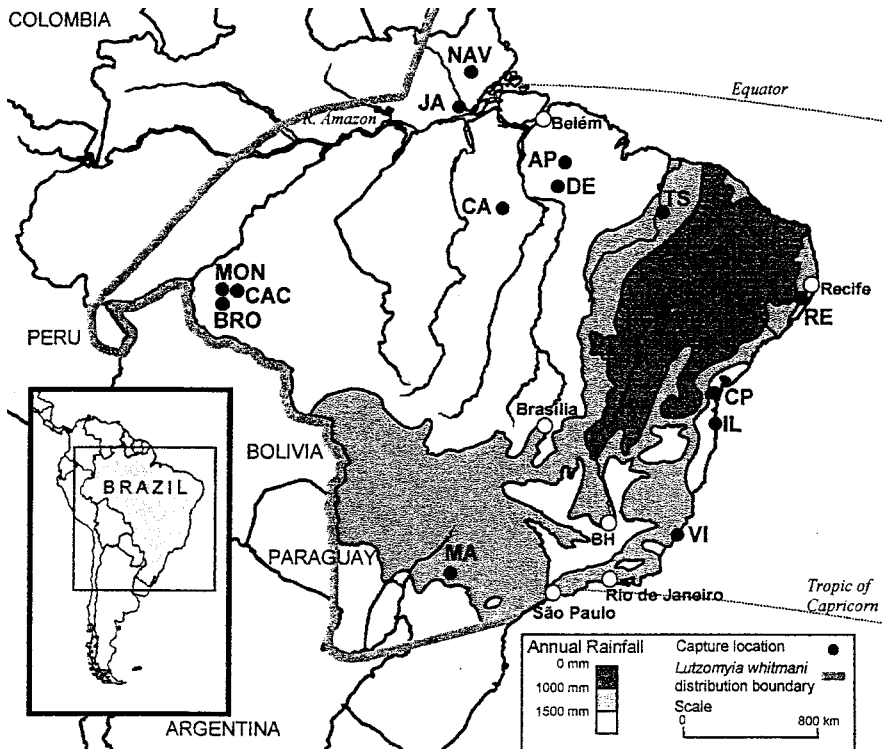 COLOMBIA
NAV
JA
Equator
R. Amazon
Belém
AP
DE
CA
TS
MON
CAC
BRO
Recife
RE
PERU
CP
Brasília
IL
BOLIVIA
BRAZIL
BH
VI
PARAGUAY
MA
Rio de Janeiro
São Paulo
Tropic of
Capricorn
Annual Rainfall
0 mm
1000 mm
1500 mm
Capture location
Lutzomyia whitmani
distribution boundary
Scale
0 800 km
ARGENTINA